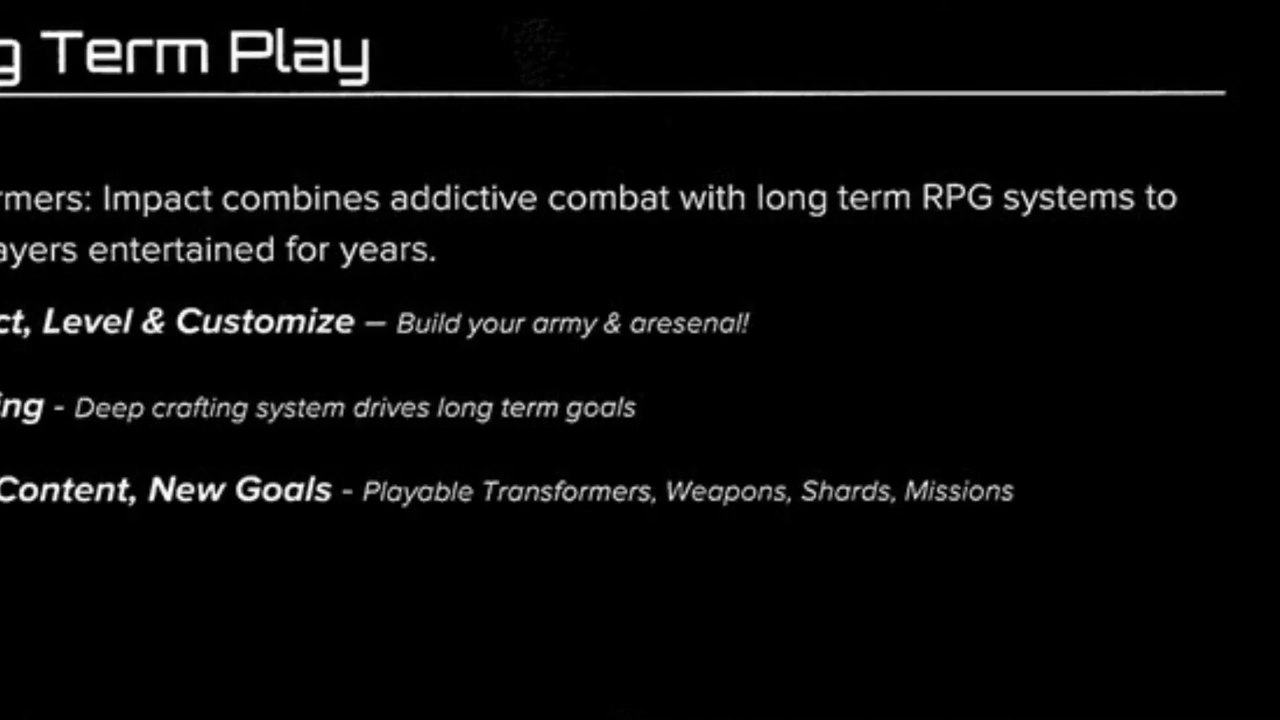 g Term Play
rmers: Impact combines addictive combat with long term RPG systems to
ayers entertained for years.
ct, Level & Customize – Build your army & aresenal!
ing - Deep crafting system drives long term goals
Content, New Goals - Playable Transformers, Weapons, Shards, Missions